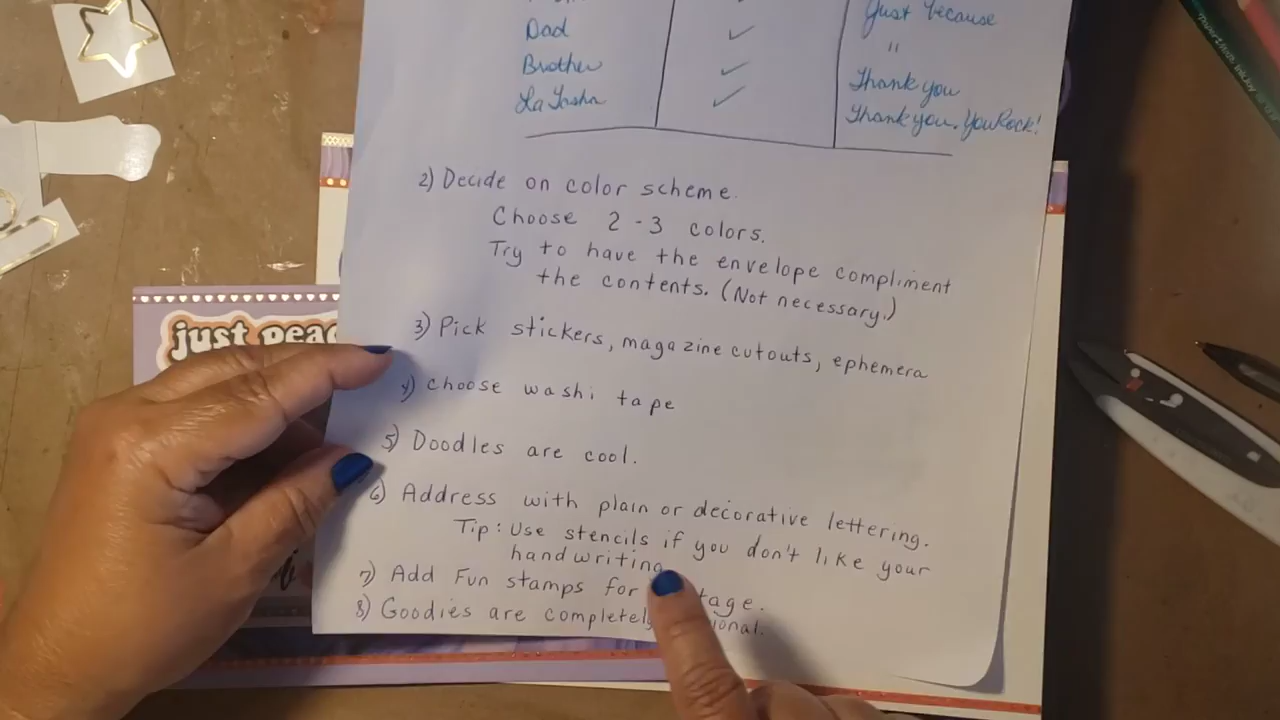 Just because
Dad ✓ "
Brother ✓ Thank you
LaTasha ✓ Thank you. You Rock!
2) Decide on color scheme.
Choose 2-3 colors.
Try to have the envelope compliment
the contents. (Not necessary.)
3) Pick stickers, magazine cutouts, ephemera
4) Choose washi tape
5) Doodles are cool.
6) Address with plain or decorative lettering.
Tip: Use stencils if you don't like your
handwriting
7) Add Fun stamps for
8) Goodies are completely
just